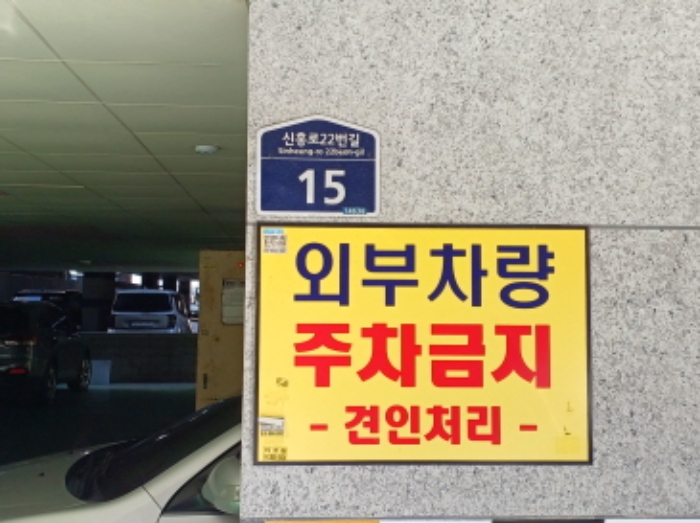 신흥로22번길
Sinheung-ro 22beon-gil
15
외부차량
주차금지
- 견인처리 -